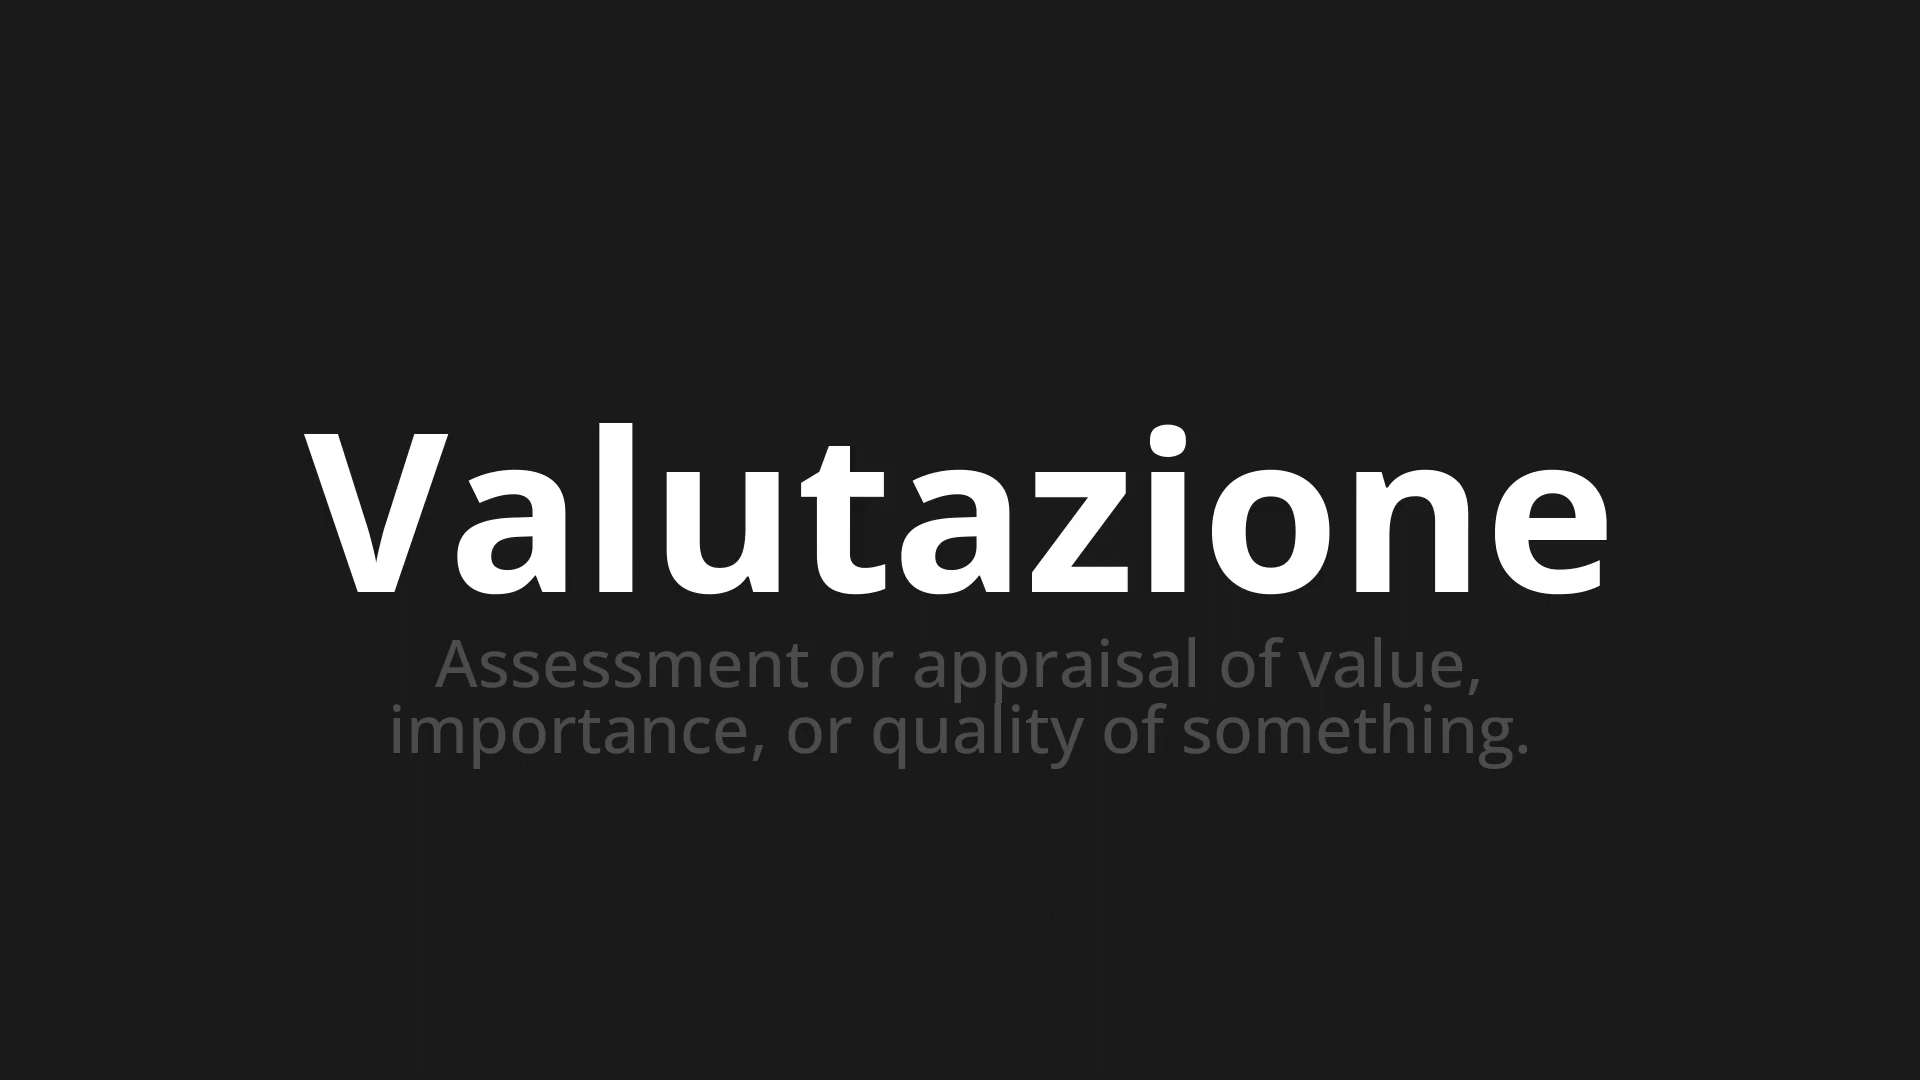 Valutazione
Assessment or appraisal of value,
importance, or quality of something.